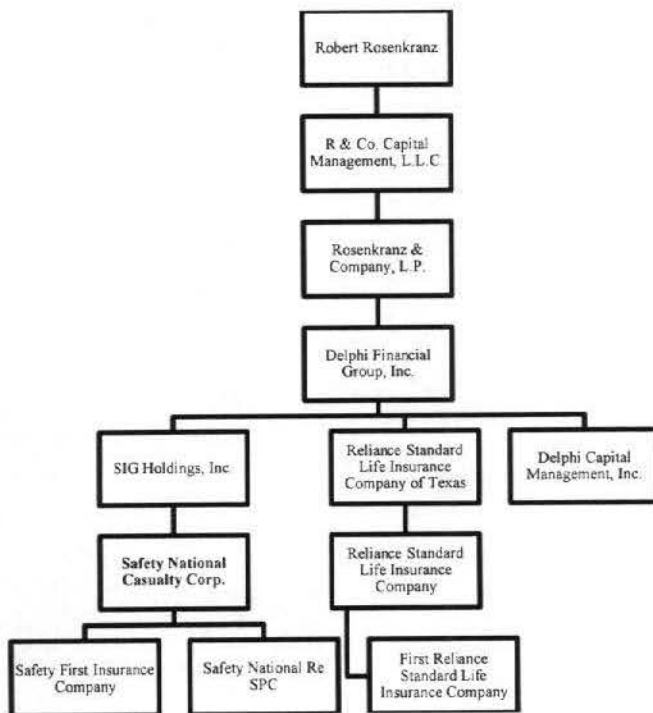 Robert Rosenkranz
R & Co. Capital
Management, L.L.C.
Rosenkranz &
Company, L.P.
Delphi Financial
Group, Inc.
SIG Holdings, Inc
Reliance Standard
Life Insurance
Company of Texas
Delphi Capital
Management, Inc.
Safety National
Casualty Corp.
Reliance Standard
Life Insurance
Company
Safety First Insurance
Company
Safety National Re
SPC
First Reliance
Standard Life
Insurance Company